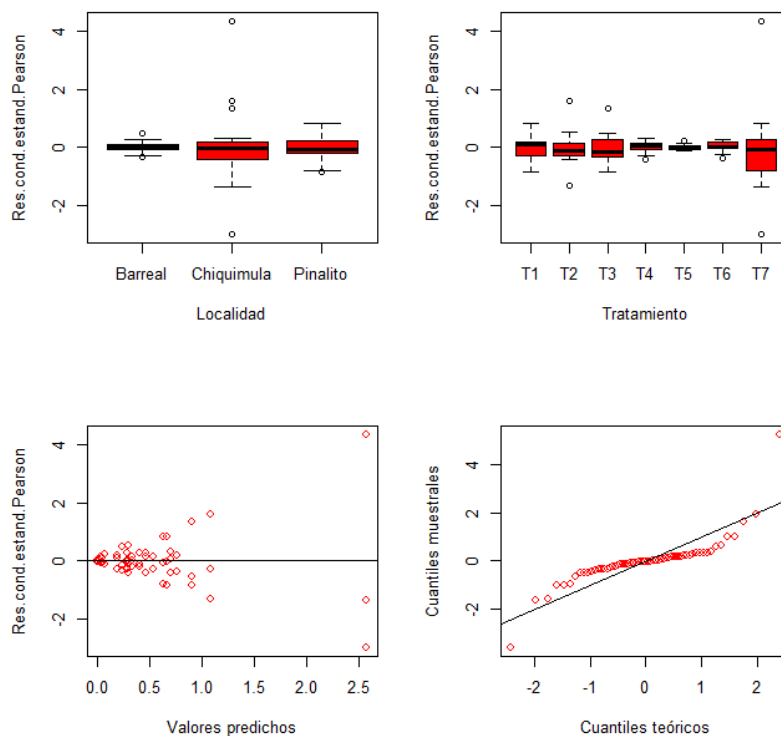 Res.cond.estand.Pearson
4
2
0
-2
Barreal Chiquimula Pinalito
Localidad
Res.cond.estand.Pearson
4
2
0
-2
T1 T2 T3 T4 T5 T6 T7
Tratamiento
Res.cond.estand.Pearson
4
2
0
-2
0.0 0.5 1.0 1.5 2.0 2.5
Valores predichos
Cuantiles muestrales
4
2
0
-2
-2 -1 0 1 2
Cuantiles teóricos